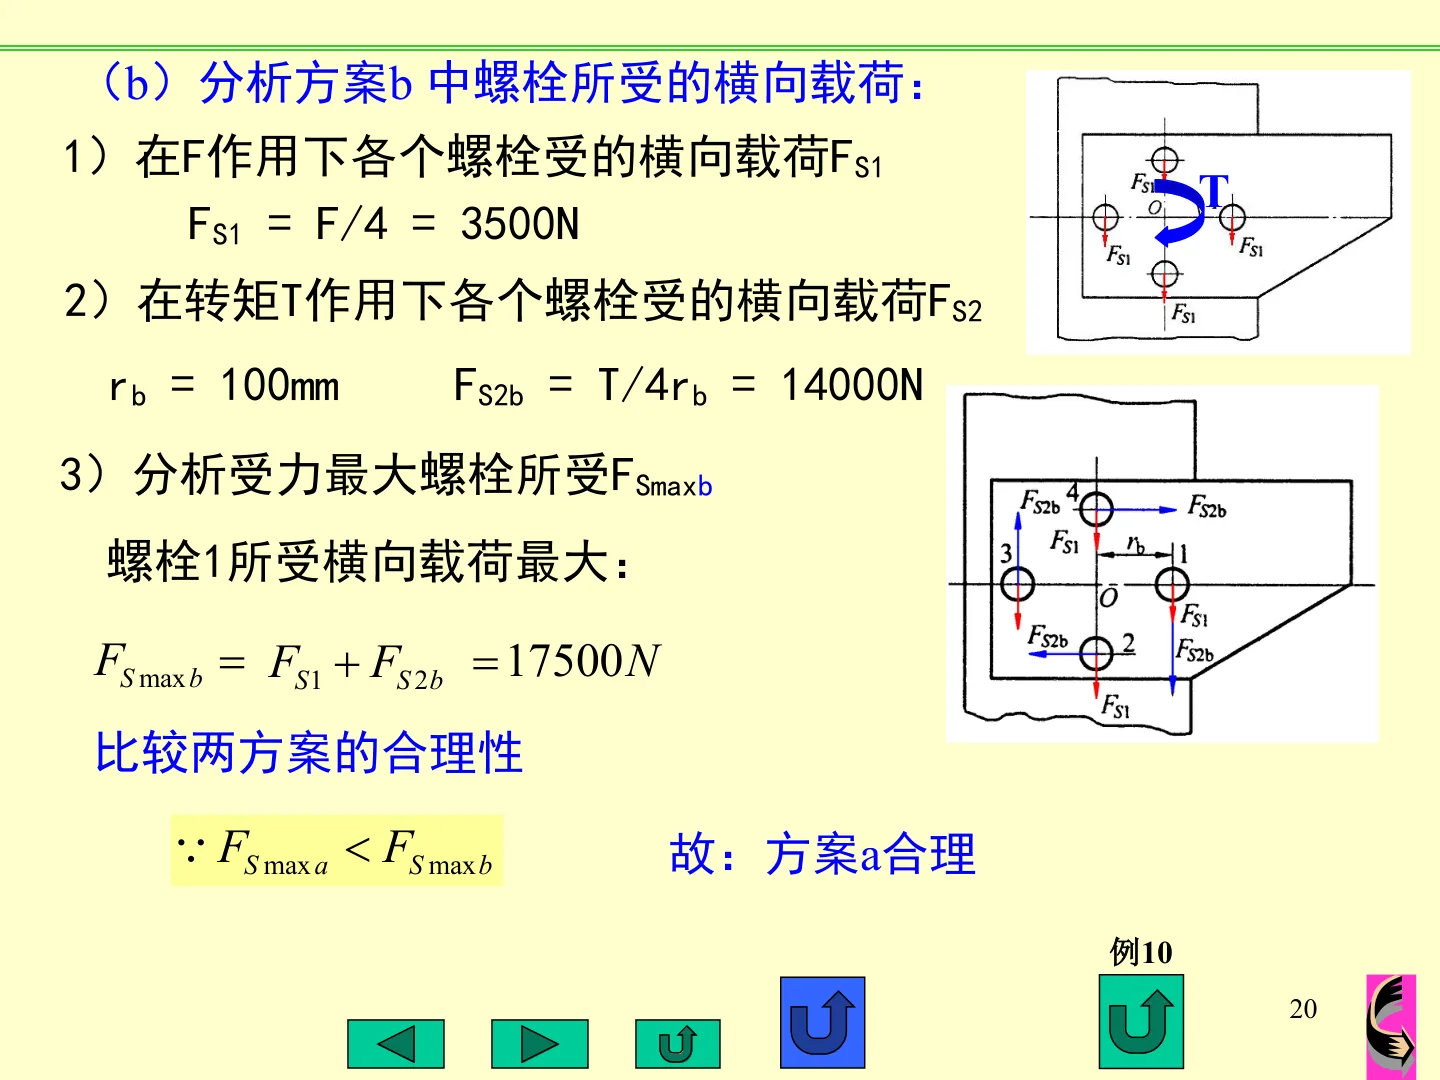 （b）分析方案b 中螺栓所受的横向载荷：
1）在F作用下各个螺栓受的横向载荷FS1
FS1 = F/4 = 3500N
2）在转矩T作用下各个螺栓受的横向载荷FS2
rb = 100mm FS2b = T/4rb = 14000N
3）分析受力最大螺栓所受FSmaxb
螺栓1所受横向载荷最大：
FS max b = FS1 + FS2b = 17500N
比较两方案的合理性
∵ FS max a < FS max b
故：方案a合理
FS1
T
O
FS1
FS1
FS1
FS2b
4
FS2b
FS1
rb
3
1
O
FS1
FS2b
2
FS2b
FS1
例10
20